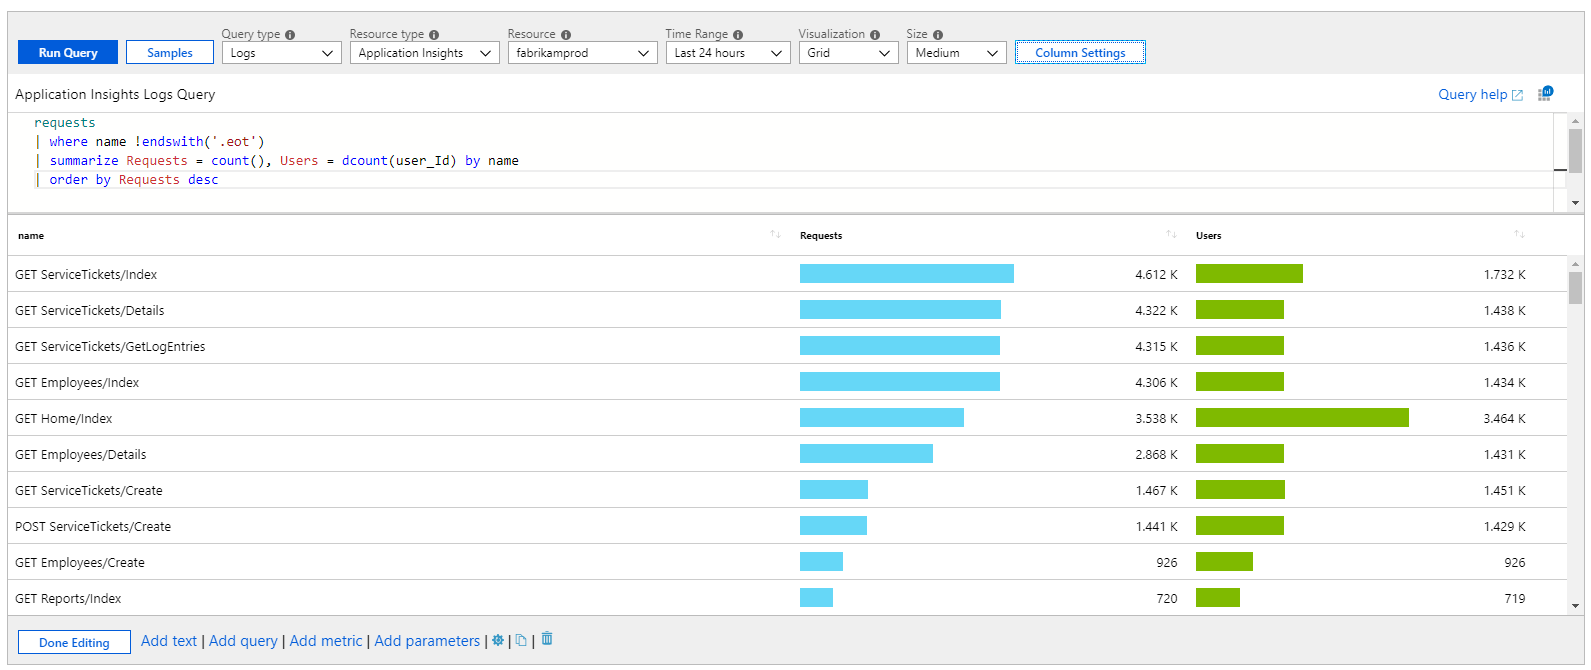 Query type
Resource type
Resource
Time Range
Visualization
Size
Run Query
Samples
Logs
Application Insights
fabrikamprod
Last 24 hours
Grid
Medium
Column Settings
Application Insights Logs Query
Query help
requests
| where name !endswith('.eot')
| summarize Requests = count(), Users = dcount(user_Id) by name
| order by Requests desc
name Requests Users
GET ServiceTickets/Index 4.612 K 1.732 K
GET ServiceTickets/Details 4.322 K 1.438 K
GET ServiceTickets/GetLogEntries 4.315 K 1.436 K
GET Employees/Index 4.306 K 1.434 K
GET Home/Index 3.538 K 3.464 K
GET Employees/Details 2.868 K 1.431 K
GET ServiceTickets/Create 1.467 K 1.451 K
POST ServiceTickets/Create 1.441 K 1.429 K
GET Employees/Create 926 926
GET Reports/Index 720 719
Done Editing Add text | Add query | Add metric | Add parameters | | |